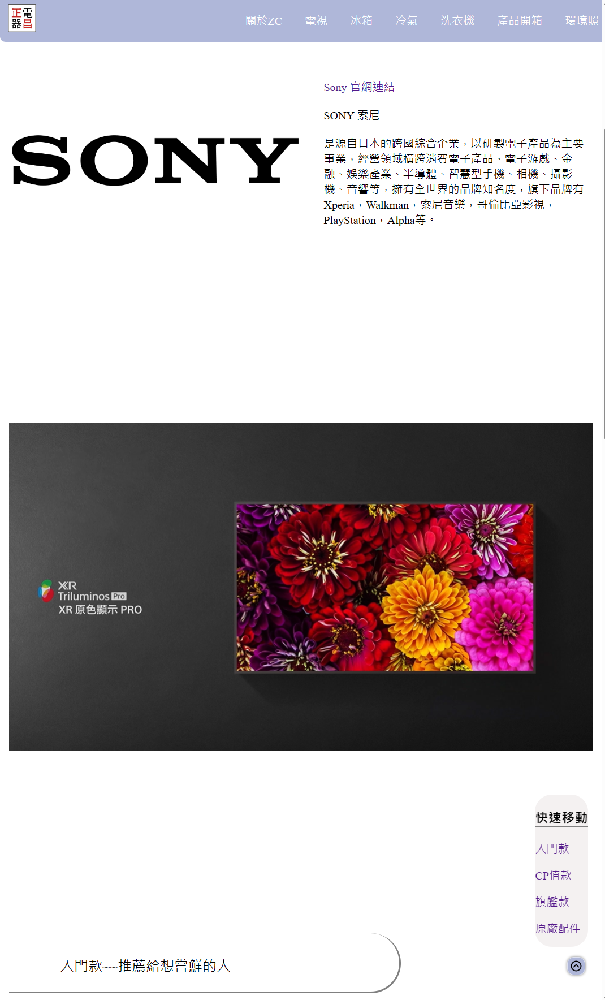 正電
器昌
關於ZC 電視 冰箱 冷氣 洗衣機 產品開箱 環境照
Sony 官網連結
SONY 索尼
SONY
是源自日本的跨國綜合企業，以研製電子產品為主要
事業，經營領域橫跨消費電子產品、電子游戲、金
融、娛樂產業、半導體、智慧型手機、相機、攝影
機、音響等，擁有全世界的品牌知名度，旗下品牌有
Xperia，Walkman，索尼音樂，哥倫比亞影視，
PlayStation，Alpha等。
XR
Triluminos Pro
XR 原色顯示 PRO
快速移動
入門款
CP值款
旗艦款
原廠配件
入門款~~推薦給想嘗鮮的人